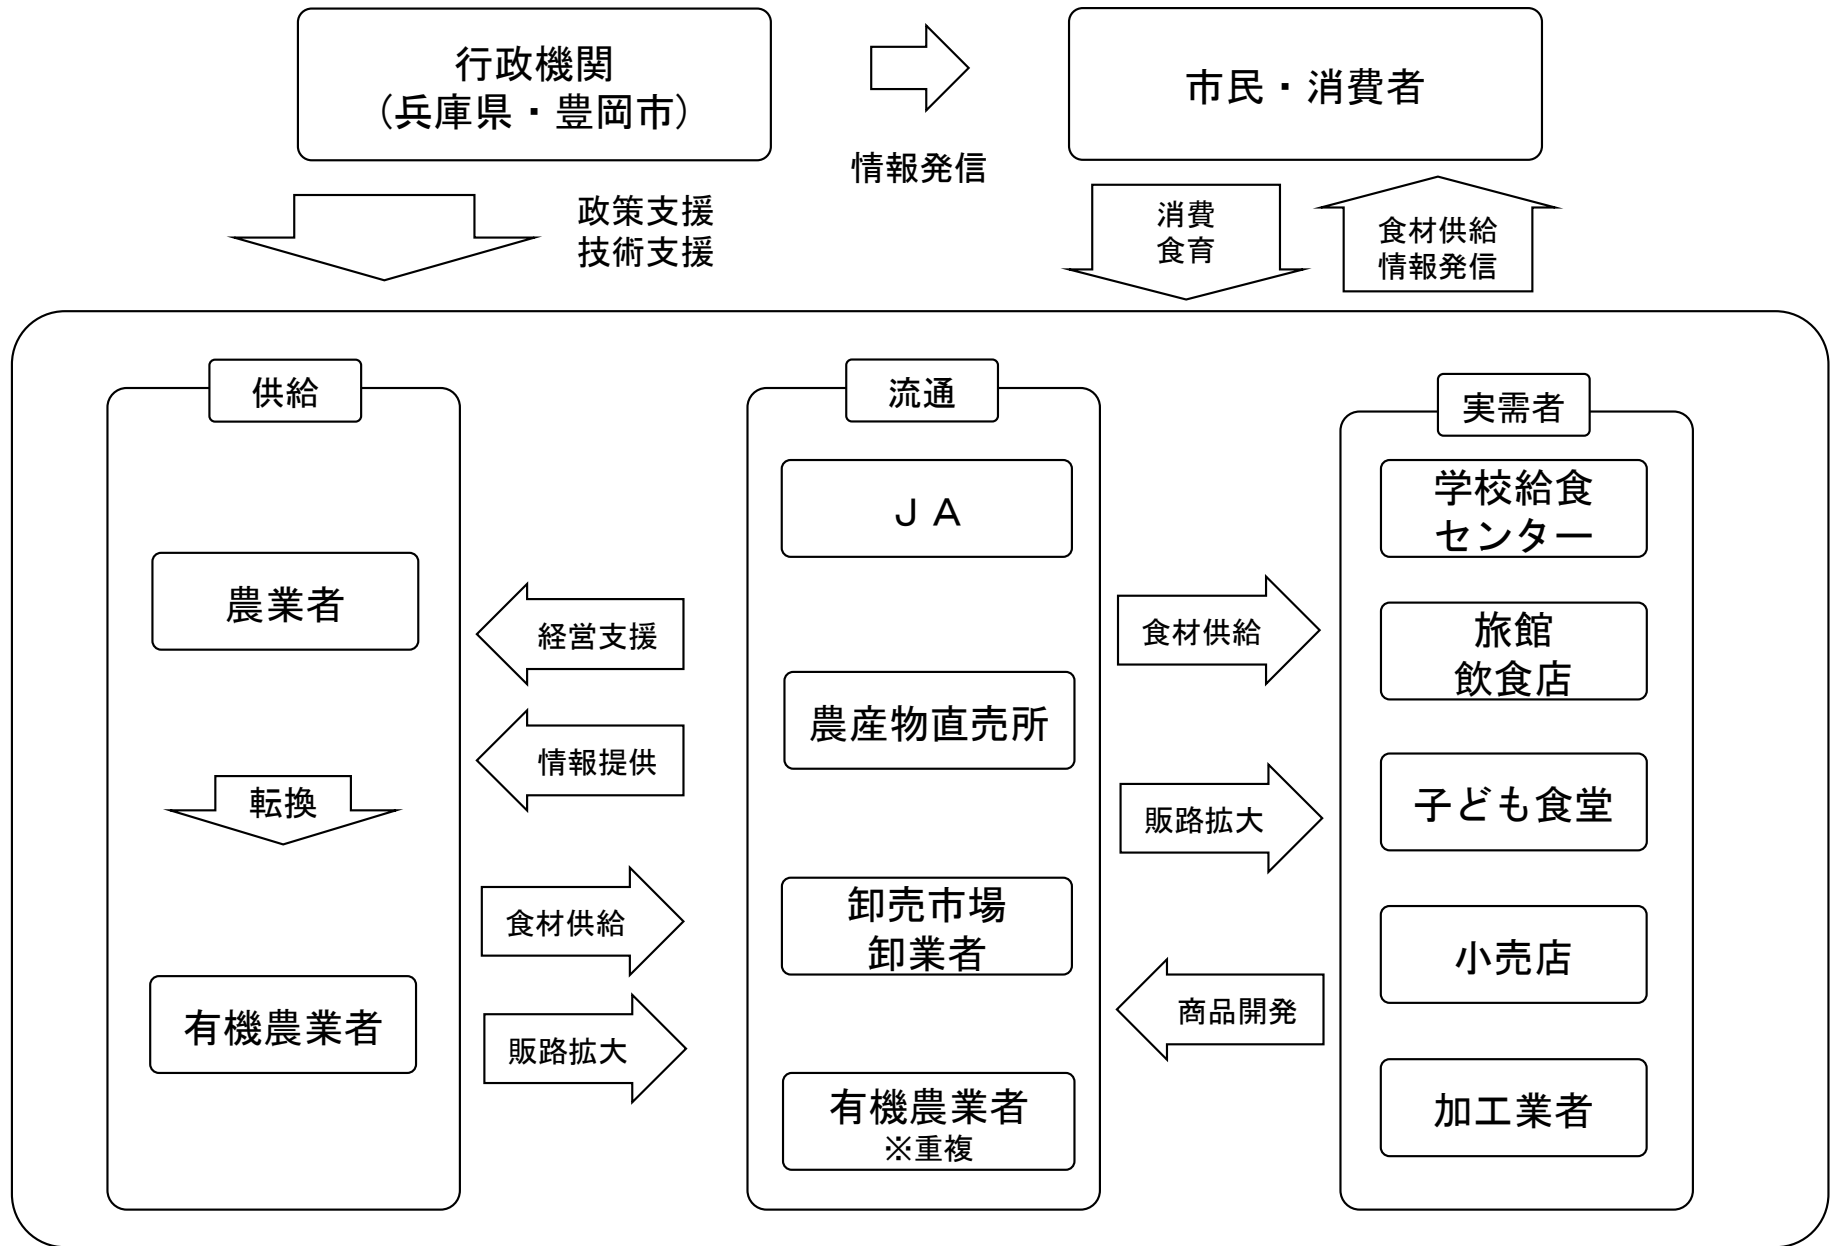 行政機関
（兵庫県・豊岡市）
市民・消費者
情報発信
政策支援
技術支援
消費
食育
食材供給
情報発信
供給
農業者
転換
有機農業者
経営支援
情報提供
食材供給
販路拡大
流通
ＪＡ
農産物直売所
卸売市場
卸業者
有機農業者
※重複
食材供給
販路拡大
商品開発
実需者
学校給食
センター
旅館
飲食店
子ども食堂
小売店
加工業者